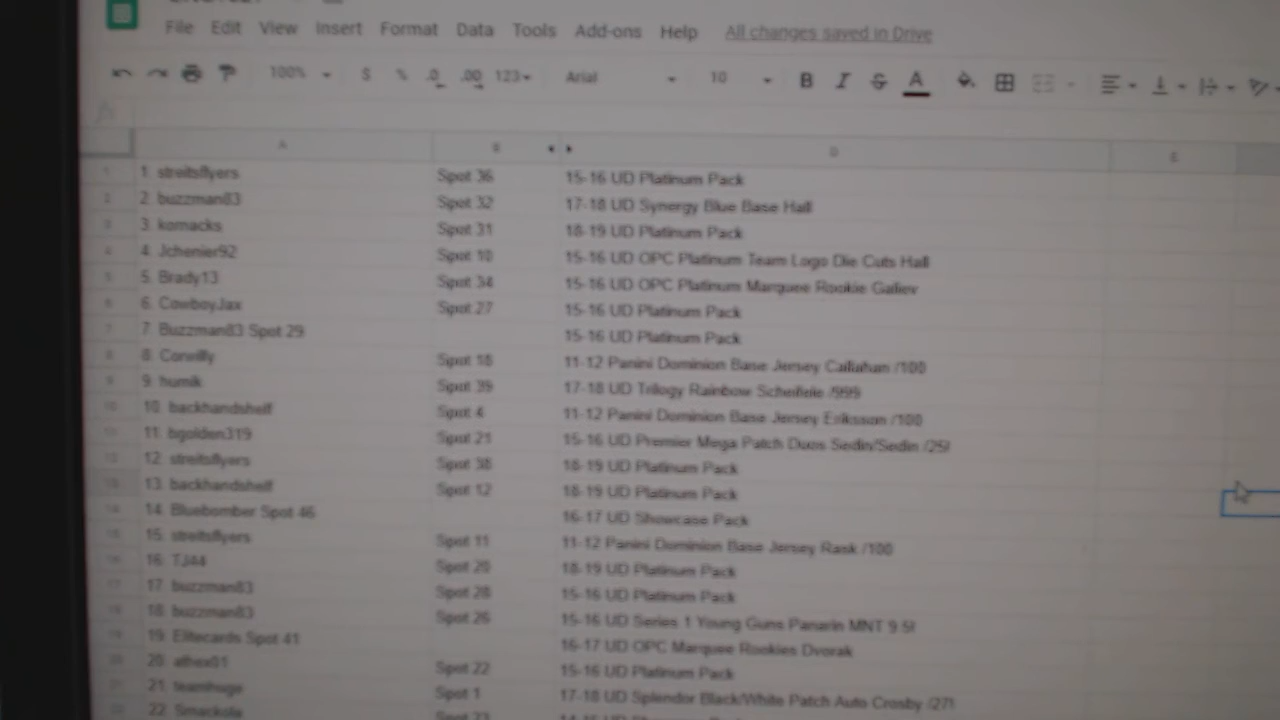 File Edit View Insert Format Data Tools Add-ons Help All changes saved in Drive
100% $ % .0 .00 123 Arial 10 B I S A
A B D E
1. streitsflyers Spot 36 15-16 UD Platinum Pack
2. buzzman83 Spot 32 17-18 UD Synergy Blue Base Hall
3. komacks Spot 31 18-19 UD Platinum Pack
4. Jchenier92 Spot 10 15-16 UD OPC Platinum Team Logo Die Cuts Hall
5. Brady13 Spot 34 15-16 UD OPC Platinum Marquee Rookie Galiev
6. CowboyJax Spot 27 15-16 UD Platinum Pack
7. Buzzman83 Spot 29 15-16 UD Platinum Pack
8. Corwilly Spot 18 11-12 Panini Dominion Base Jersey Callahan /100
9. humik Spot 39 17-18 UD Trilogy Rainbow Scheifele /999
10. backhandshelf Spot 4 11-12 Panini Dominion Base Jersey Eriksson /100
11. bgolden319 Spot 21 15-16 UD Premier Mega Patch Duos Sedin/Sedin /25!
12. streitsflyers Spot 38 18-19 UD Platinum Pack
13. backhandshelf Spot 12 18-19 UD Platinum Pack
14. Bluebomber Spot 46 16-17 UD Showcase Pack
15. streitsflyers Spot 11 11-12 Panini Dominion Base Jersey Rask /100
16. TJ44 Spot 20 18-19 UD Platinum Pack
17. buzzman83 Spot 28 15-16 UD Platinum Pack
18. buzzman83 Spot 26 15-16 UD Series 1 Young Guns Panarin MNT 9.5!
19. Elitecards Spot 41 16-17 UD OPC Marquee Rookies Dvorak
20. Spot 22 15-16 UD Platinum Pack
21. teamhuge Spot 1 17-18 UD Splendor Black/White Patch Auto Crosby /27!
22. Smackola Spot